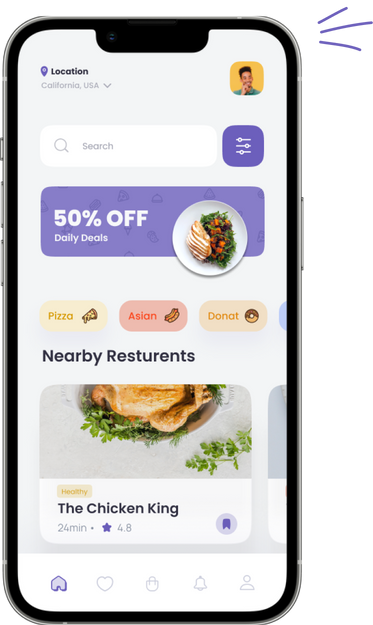 Location
California, USA
Search
50% OFF
Daily Deals
Pizza
Asian
Donat
Nearby Resturents
Healthy
The Chicken King
24min • 4.8